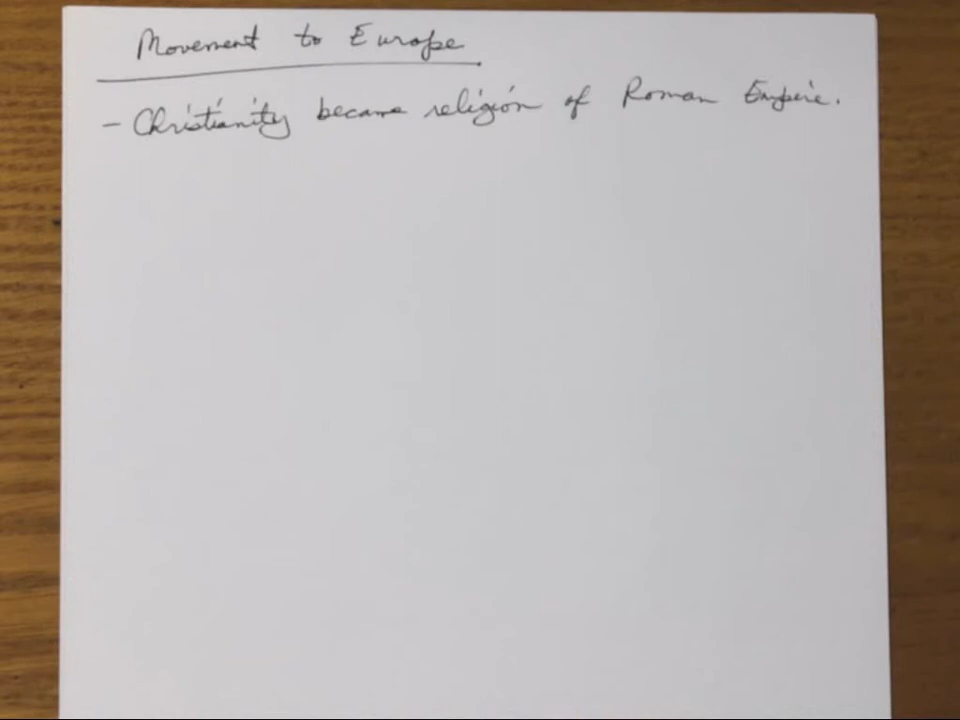 Movement to Europe
- Christianity became religion of Roman Empire.